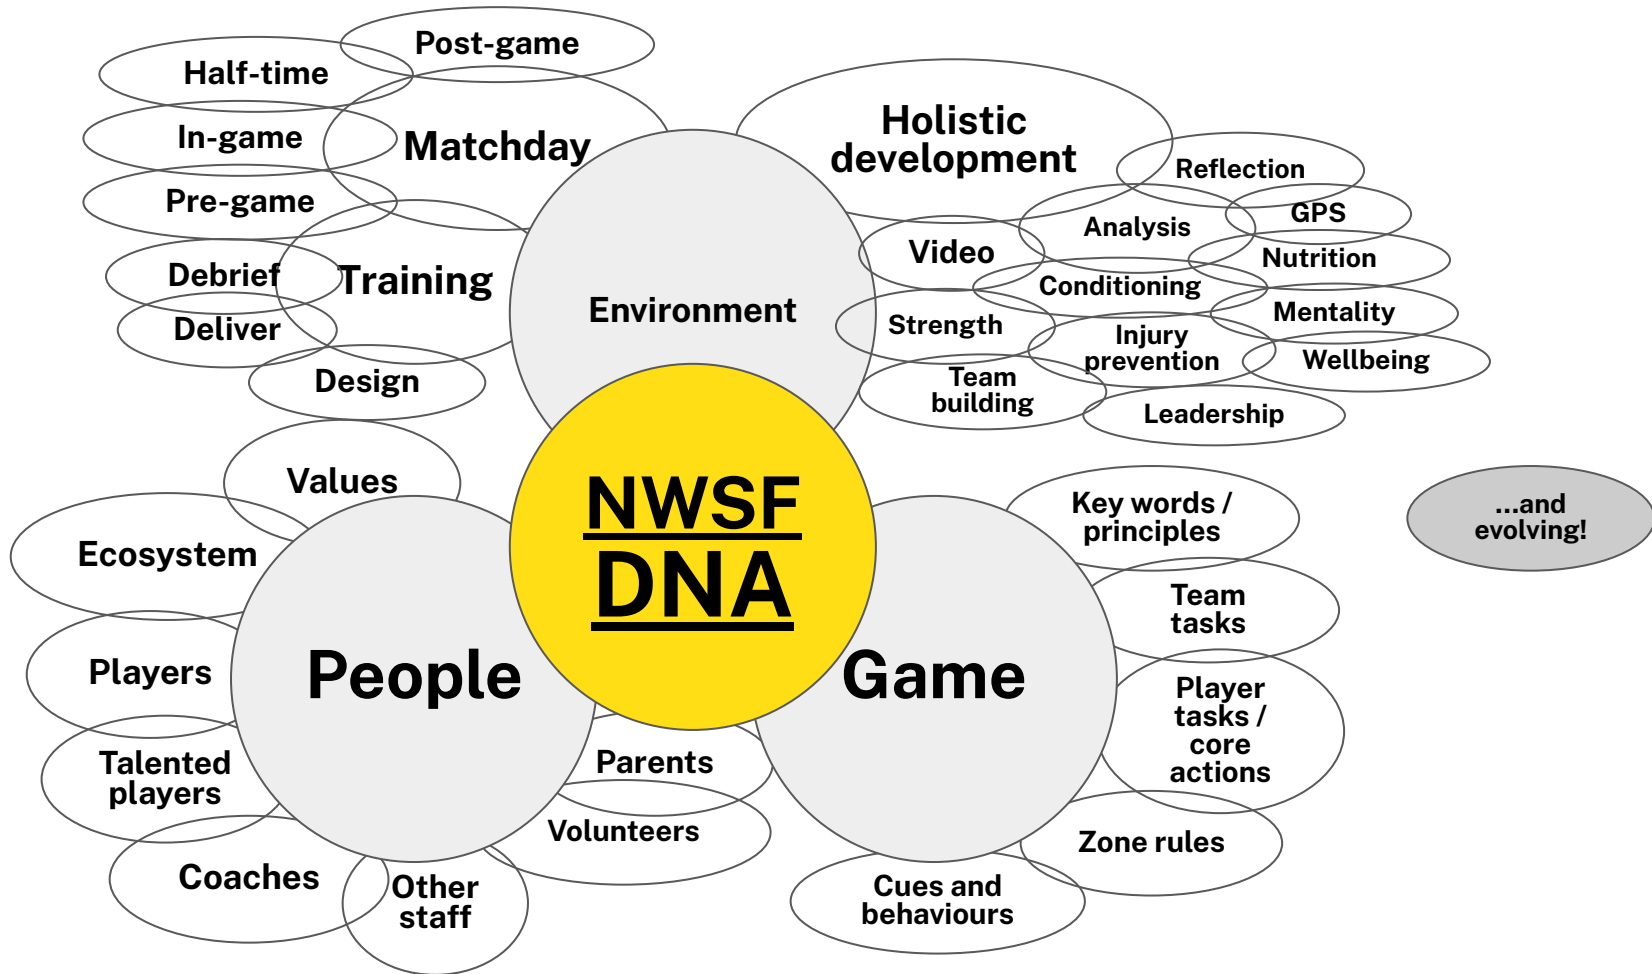 Post-game
Half-time
In-game
Matchday
Pre-game
Debrief
Training
Deliver
Design
Environment
Holistic
development
Reflection
GPS
Analysis
Video
Nutrition
Conditioning
Mentality
Strength
Injury
prevention
Wellbeing
Team
building
Leadership
NWSF
DNA
Values
Ecosystem
Players
People
Talented
players
Coaches
Other
staff
Parents
Volunteers
Game
Key words /
principles
Team
tasks
Player
tasks /
core
actions
Zone rules
Cues and
behaviours
...and
evolving!